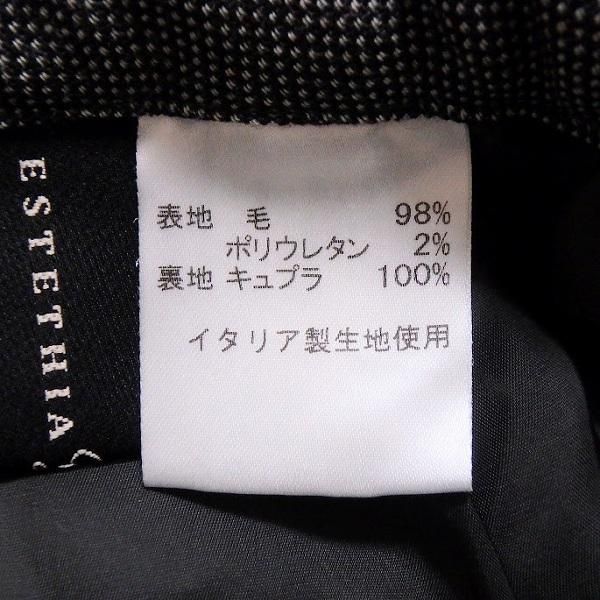 表地 毛 98%
ポリウレタン 2%
裏地 キュプラ 100%
イタリア製生地使用
ESTETHIA